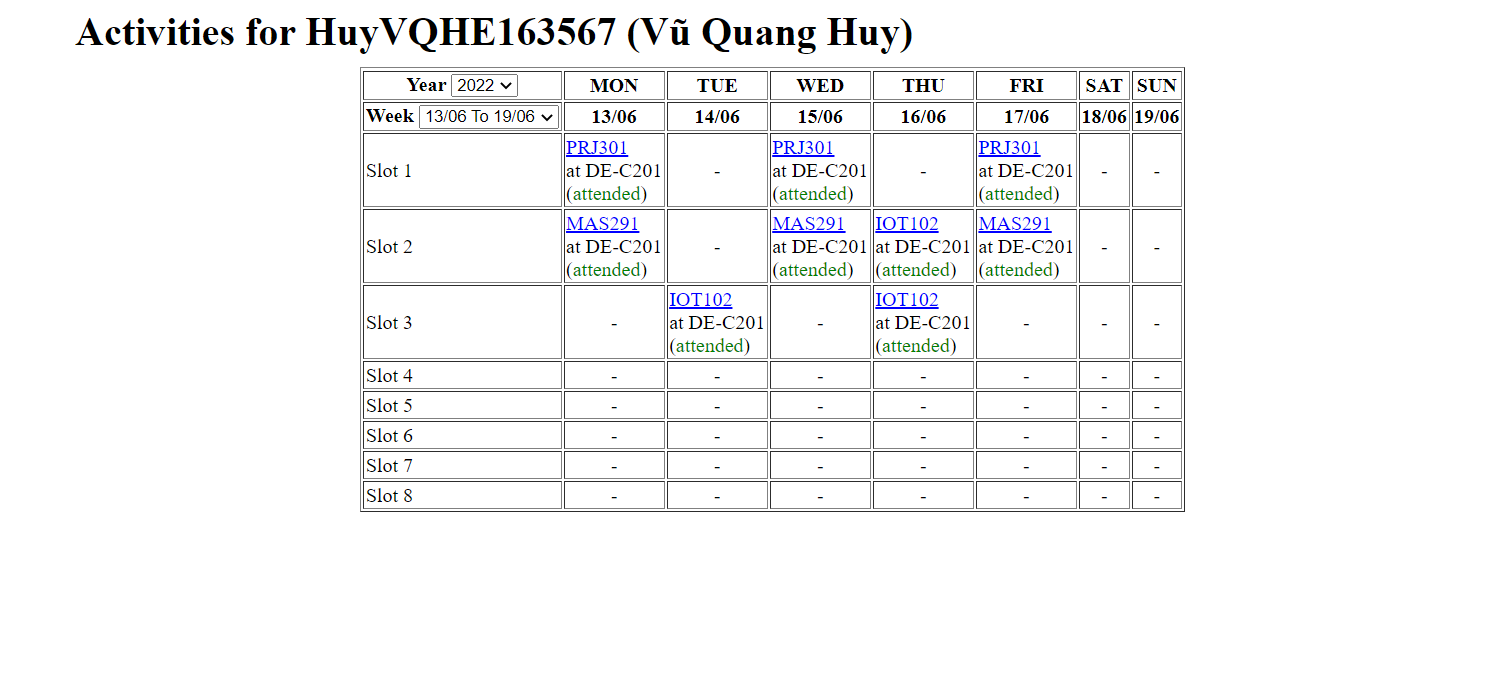 Activities for HuyVQHE163567 (Vũ Quang Huy)
Year 2022 MON TUE WED THU FRI SAT SUN
Week 13/06 To 19/06 13/06 14/06 15/06 16/06 17/06 18/06 19/06
PRJ301 PRJ301 PRJ301
Slot 1 at DE-C201 - at DE-C201 - at DE-C201 - -
(attended) (attended) (attended)
MAS291 MAS291 IOT102 MAS291
Slot 2 at DE-C201 - at DE-C201 at DE-C201 at DE-C201 - -
(attended) (attended) (attended) (attended)
IOT102 IOT102
Slot 3 - at DE-C201 - at DE-C201 - - -
(attended) (attended)
Slot 4 - - - - - - -
Slot 5 - - - - - - -
Slot 6 - - - - - - -
Slot 7 - - - - - - -
Slot 8 - - - - - - -